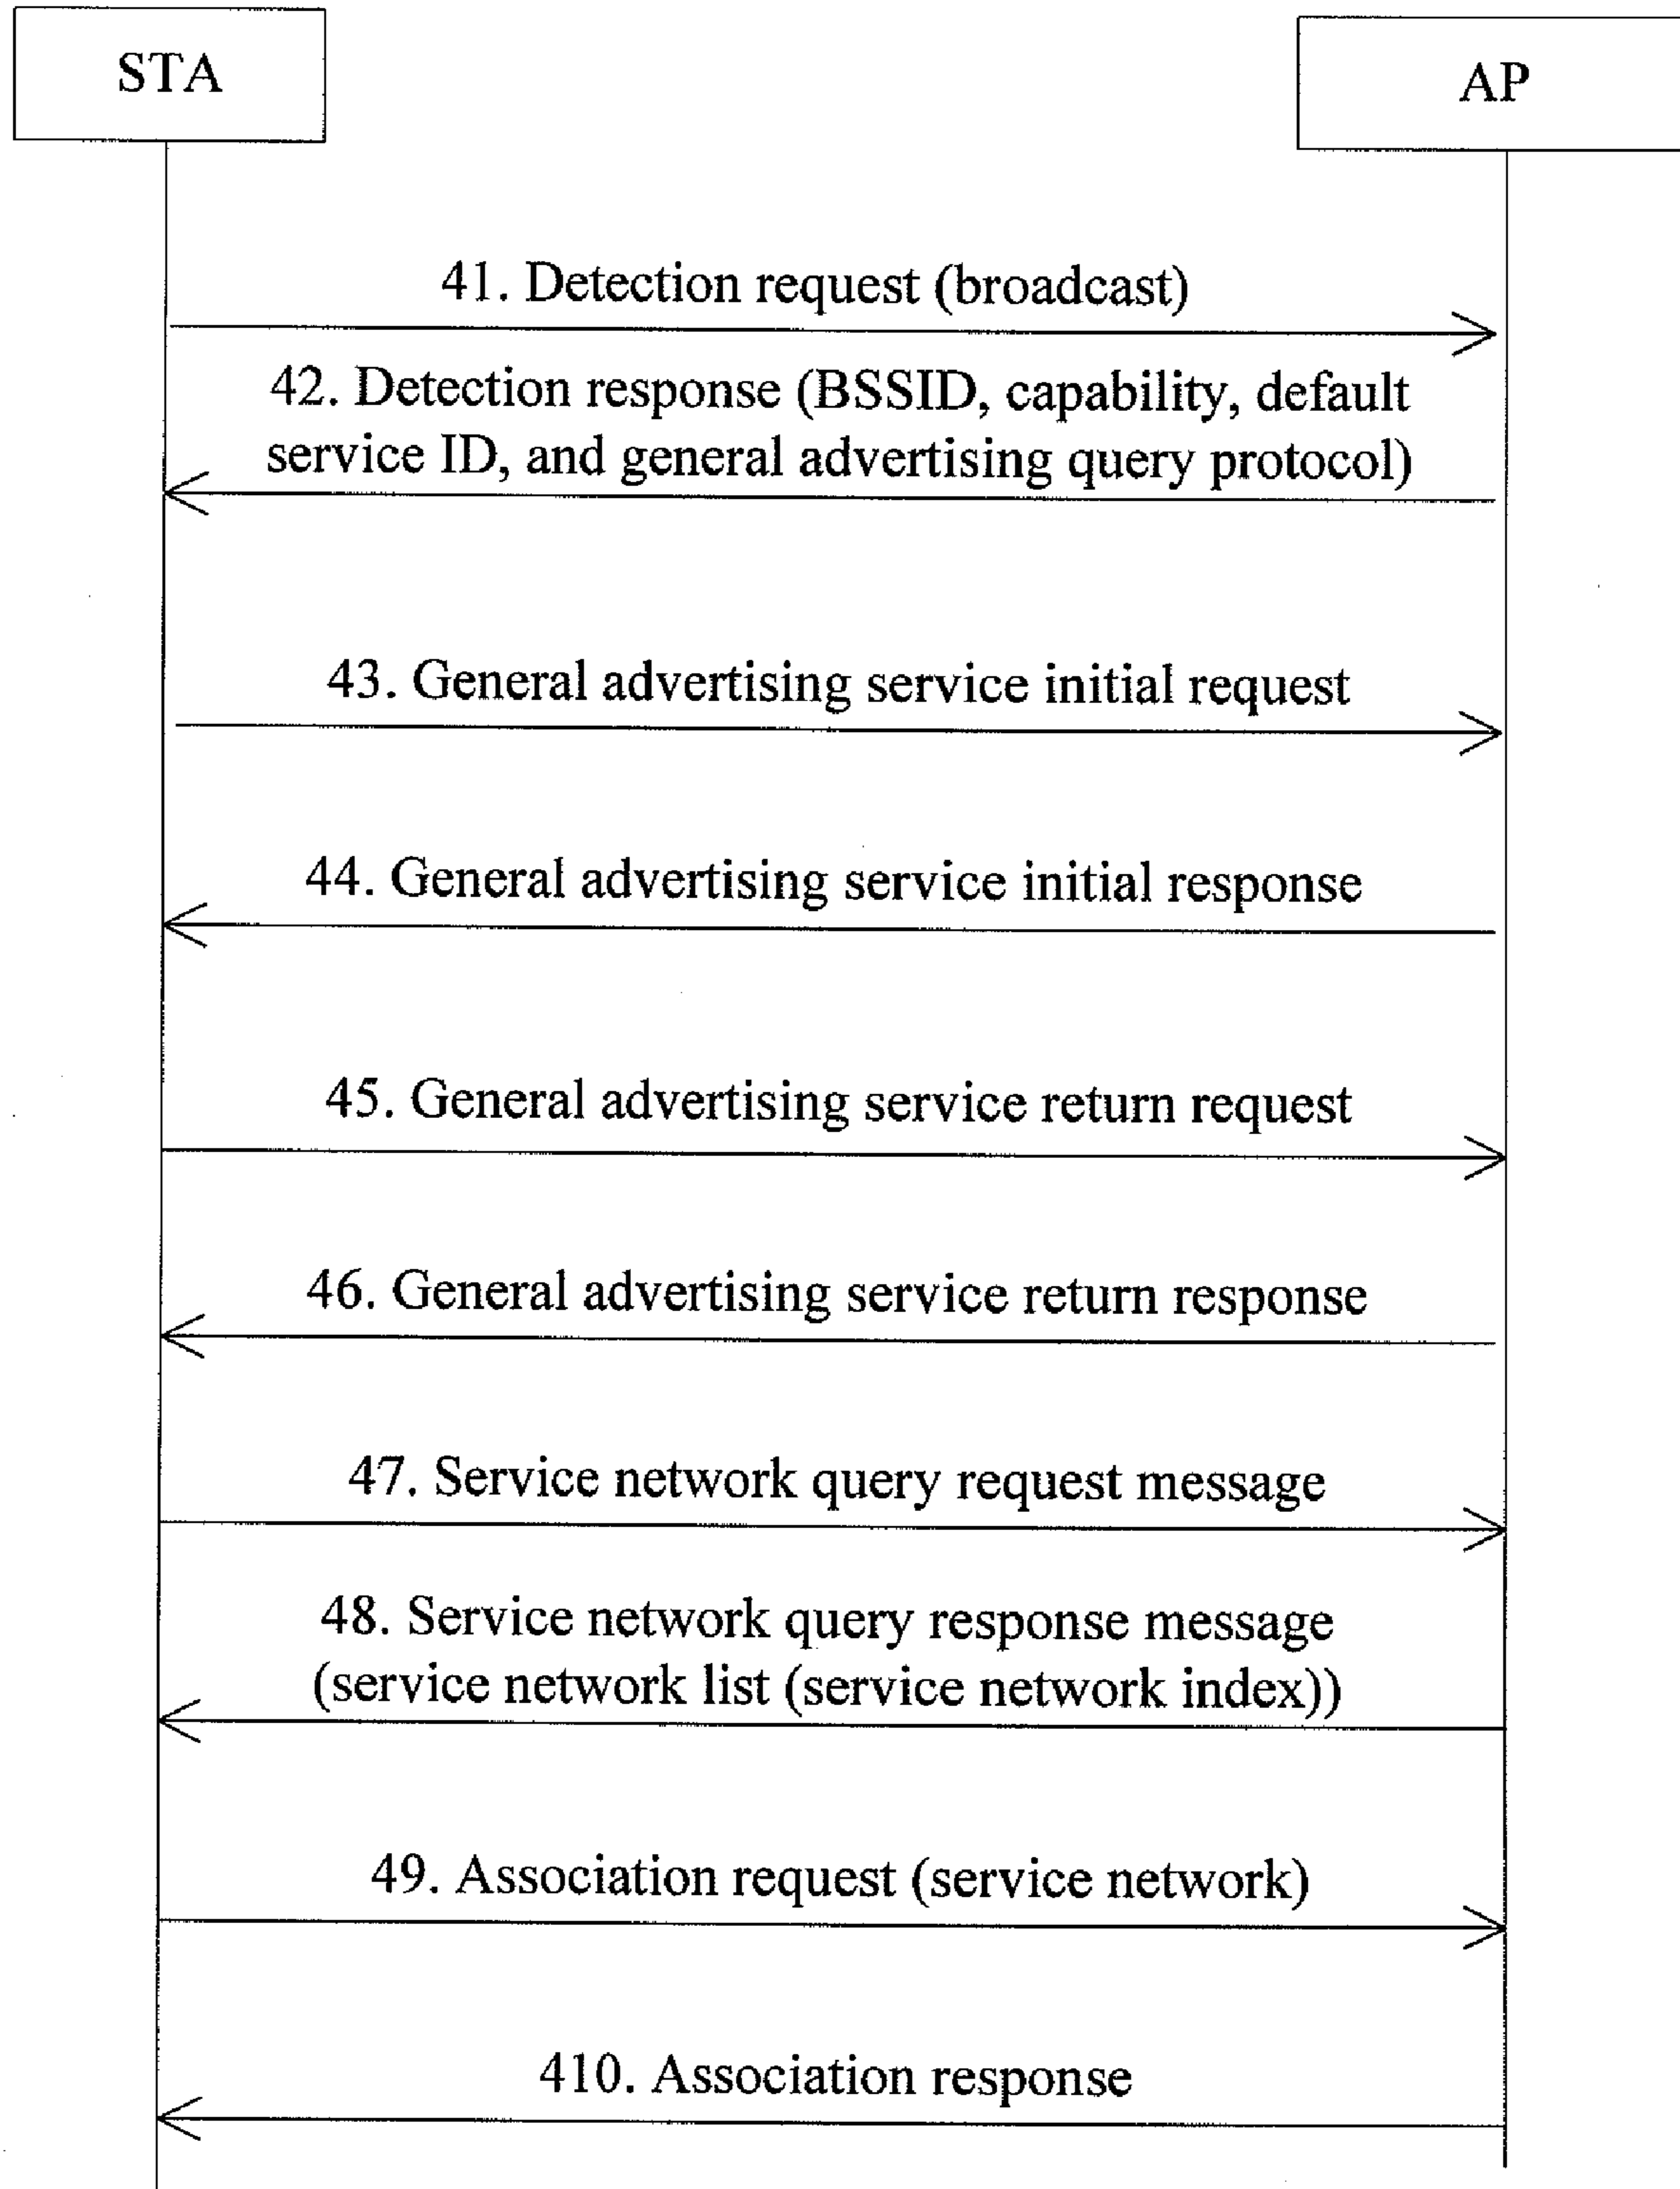 STA
AP
41. Detection request (broadcast)
42. Detection response (BSSID, capability, default
service ID, and general advertising query protocol)
43. General advertising service initial request
44. General advertising service initial response
45. General advertising service return request
46. General advertising service return response
47. Service network query request message
48. Service network query response message
(service network list (service network index))
49. Association request (service network)
410. Association response